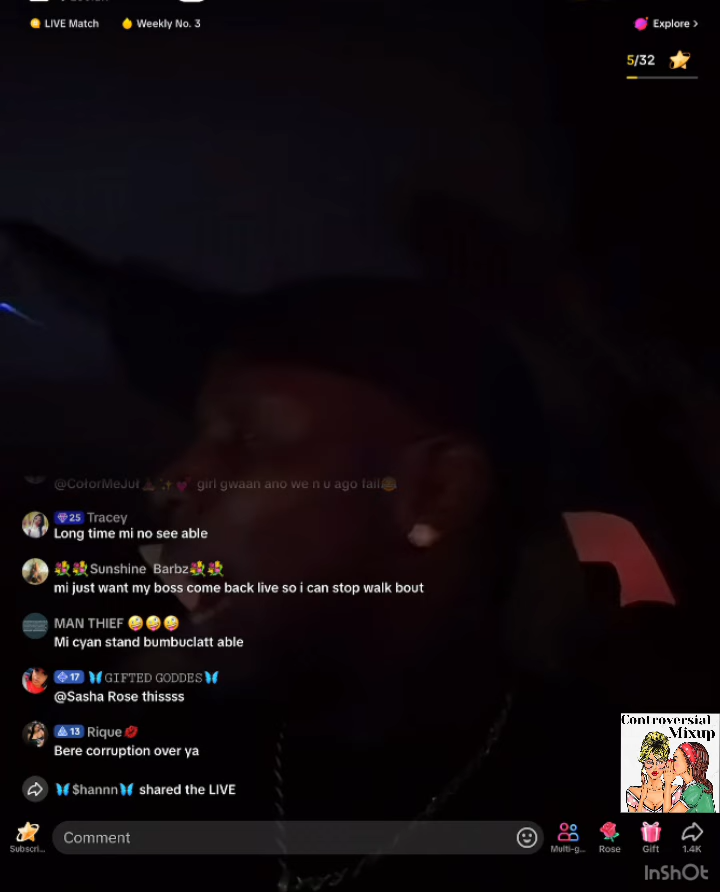 LIVE Match
Weekly No. 3
Explore >
5/32
@ColorMeJut girl gwaan ano we n u ago fail
25 Tracey
Long time mi no see able
Sunshine Barbz
mi just want my boss come back live so i can stop walk bout
MAN THIEF
Mi cyan stand bumbuclatt able
17 GIFTED GODDES
@Sasha Rose thissss
13 Rique
Bere corruption over ya
$hannn shared the LIVE
Controversial
Mixup
Comment
Subscri...
Multi-g...
Rose
Gift
1.4K
InShOt